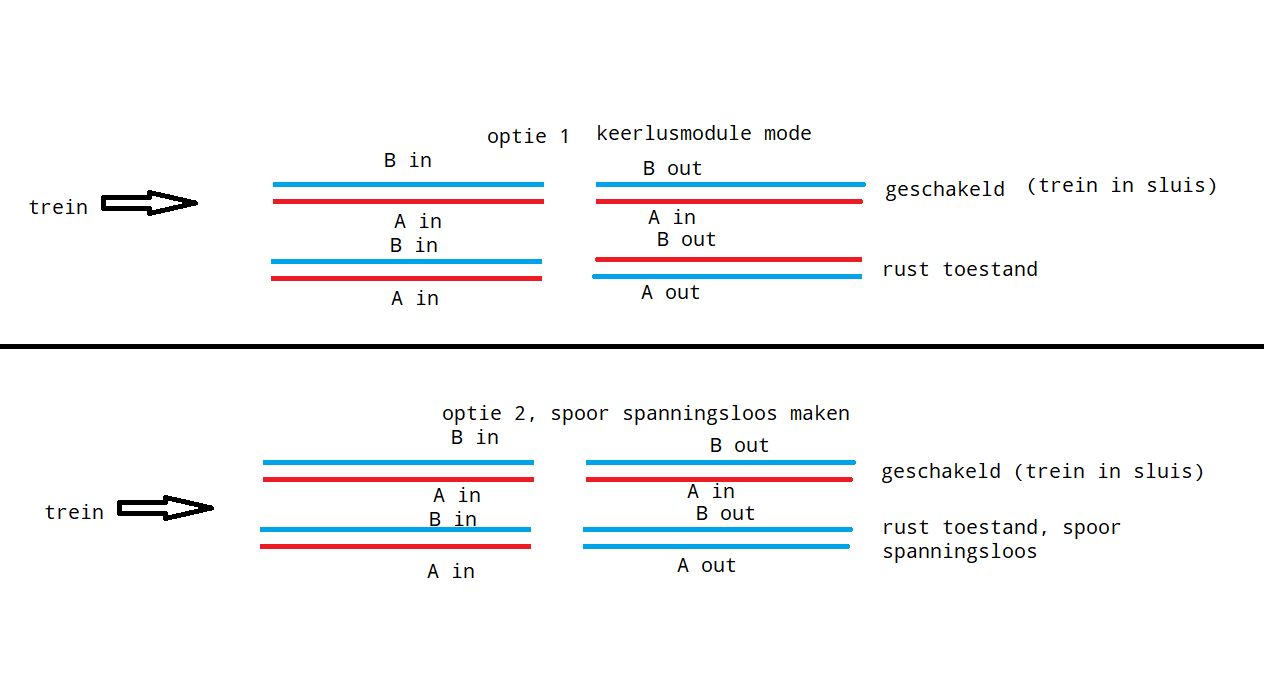 optie 1 keerlusmodule mode
B in
B out
geschakeld (trein in sluis)
trein
A in
A in
B in
B out
rust toestand
A in
A out
optie 2, spoor spanningsloos maken
B in
B out
geschakeld (trein in sluis)
A in
A in
trein
B in
B out
rust toestand, spoor
spanningsloos
A in
A out